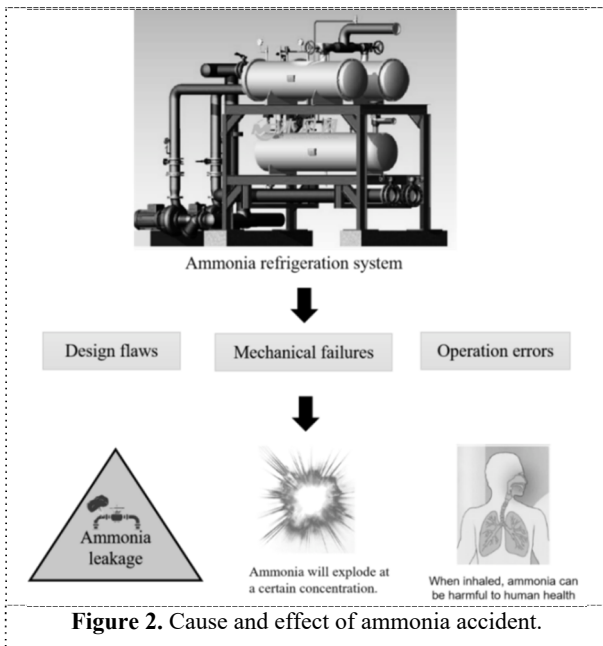 Ammonia refrigeration system
Design flaws
Mechanical failures
Operation errors
Ammonia
leakage
Ammonia will explode at
a certain concentration.
When inhaled, ammonia can
be harmful to human health
Figure 2. Cause and effect of ammonia accident.